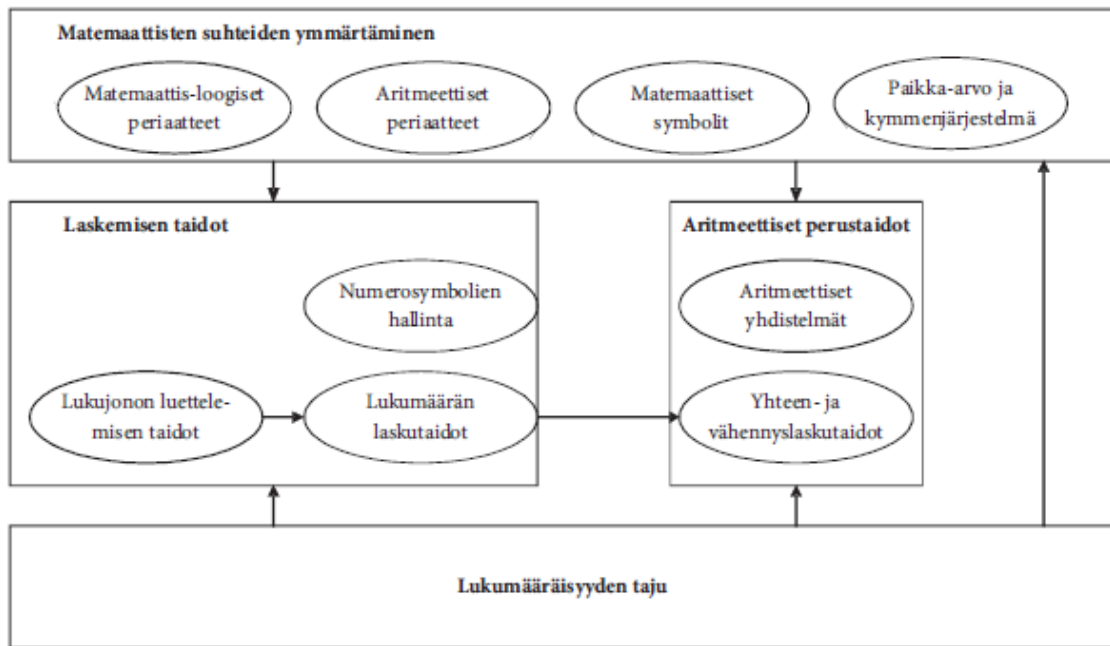 Matemaattisten suhteiden ymmärtäminen
Matemaattis-loogiset
periaatteet
Aritmeettiset
periaatteet
Matemaattiset
symbolit
Paikka-arvo ja
kymmenjärjestelmä
Laskemisen taidot
Numerosymbolien
hallinta
Lukujonon luettele-
misen taidot
Lukumäärän
laskutaidot
Aritmeettiset perustaidot
Aritmeettiset
yhdistelmät
Yhteen- ja
vähennyslaskutaidot
Lukumääräisyyden taju